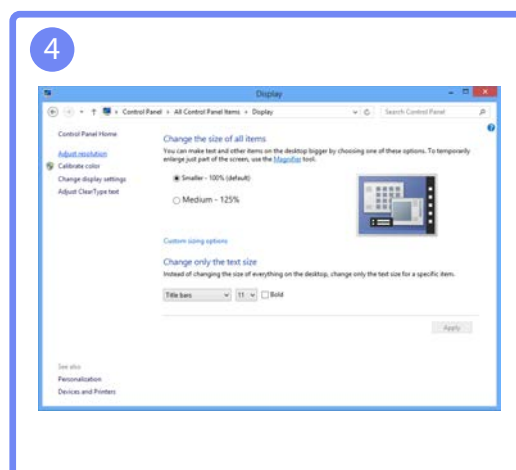 4
Display
Control Panel › All Control Panel Items › Display
Search Control Panel
Control Panel Home
Adjust resolution
Calibrate color
Change display settings
Adjust ClearType text
Change the size of all items
You can make text and other items on the desktop bigger by choosing one of these options. To temporarily
enlarge just part of the screen, use the Magnifier tool.
Smaller - 100% (default)
Medium - 125%
Custom sizing options
Change only the text size
Instead of changing the size of everything on the desktop, change only the text size for a specific item.
Title bars 11 Bold
Apply
See also
Personalization
Devices and Printers